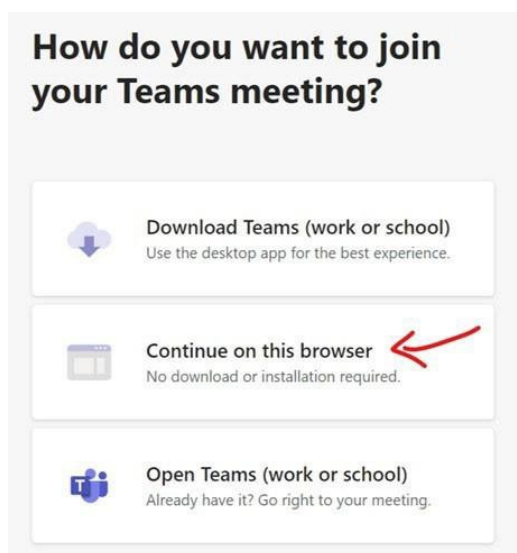 How do you want to join
your Teams meeting?
Download Teams (work or school)
Use the desktop app for the best experience.
Continue on this browser
No download or installation required.
Open Teams (work or school)
Already have it? Go right to your meeting.